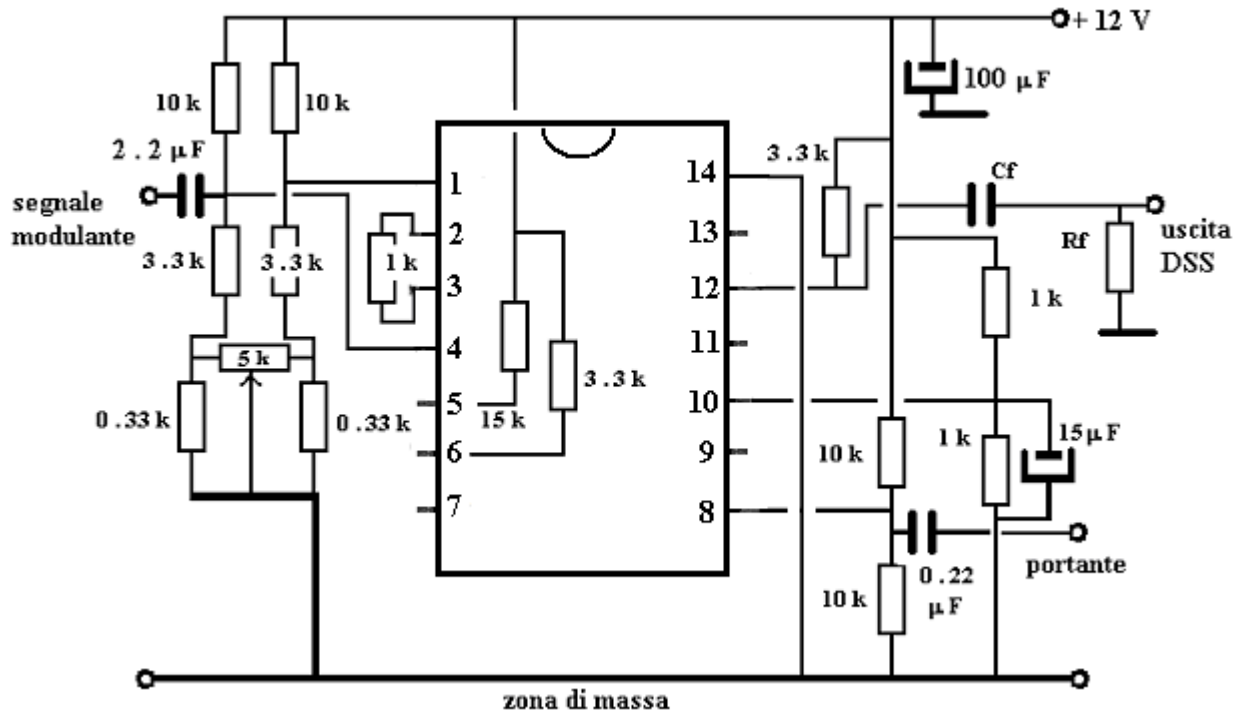 + 12 V
10 k
10 k
100 µF
2 . 2 µF
segnale
modulante
3 . 3 k
3 . 3 k
1 k
5 k
0 . 33 k
0 . 33 k
1
2
3
4
5
6
7
15 k
3 . 3 k
14
13
12
11
10
9
8
3 . 3 k
Cf
Rf
uscita
DSS
1 k
1 k
15 µF
10 k
10 k
0 . 22
µF
portante
zona di massa